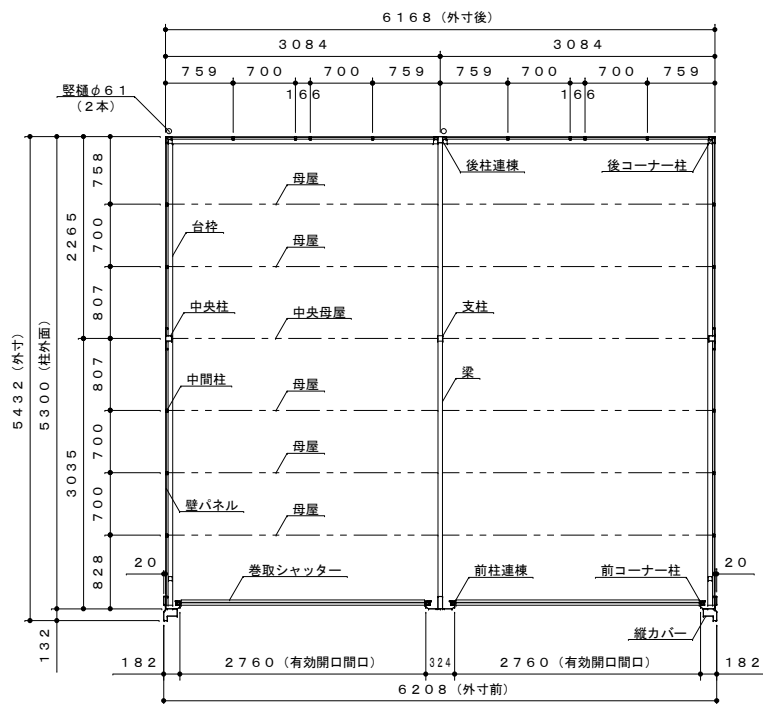 6168（外寸後）
3084
3084
759
700
700
759
759
700
700
759
166
166
竪樋φ61
（2本）
後柱連棟
後コーナー柱
758
母屋
2265
台枠
700
母屋
807
中央柱
中央母屋
支柱
5432（外寸）
5300（柱外面）
807
中間柱
母屋
梁
3035
700
母屋
700
壁パネル
母屋
828
20
巻取シャッター
前柱連棟
前コーナー柱
20
縦カバー
132
182
2760（有効開口間口）
324
2760（有効開口間口）
182
6208（外寸前）